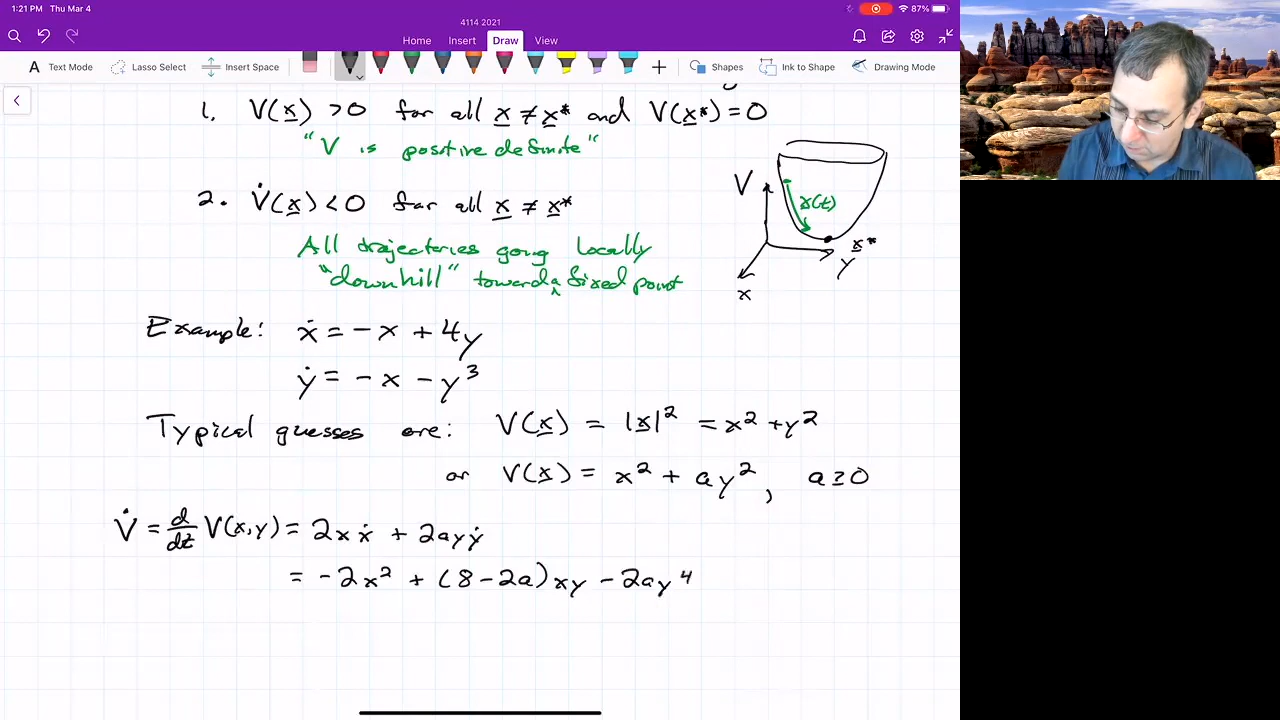 1:21 PM Thu Mar 4
87%
4114 2021
Home Insert Draw View
Text Mode Lasso Select Insert Space Shapes Ink to Shape Drawing Mode
1. V(x) >0 for all x ≠ x* and V(x*) = 0
"V is positive definite"
2. V̇(x) < 0 for all x ≠ x*
All trajectories going locally
"downhill" toward a fixed point
V
x(t)
x*
y
x
Example: ẋ = -x + 4y
ẏ = -x - y³
Typical guesses are: V(x) = |x|² = x² + y²
or V(x) = x² + ay², a ≥ 0
V̇ = d/dt V(x,y) = 2xẋ + 2ayẏ
= -2x² + (8-2a)xy - 2ay⁴